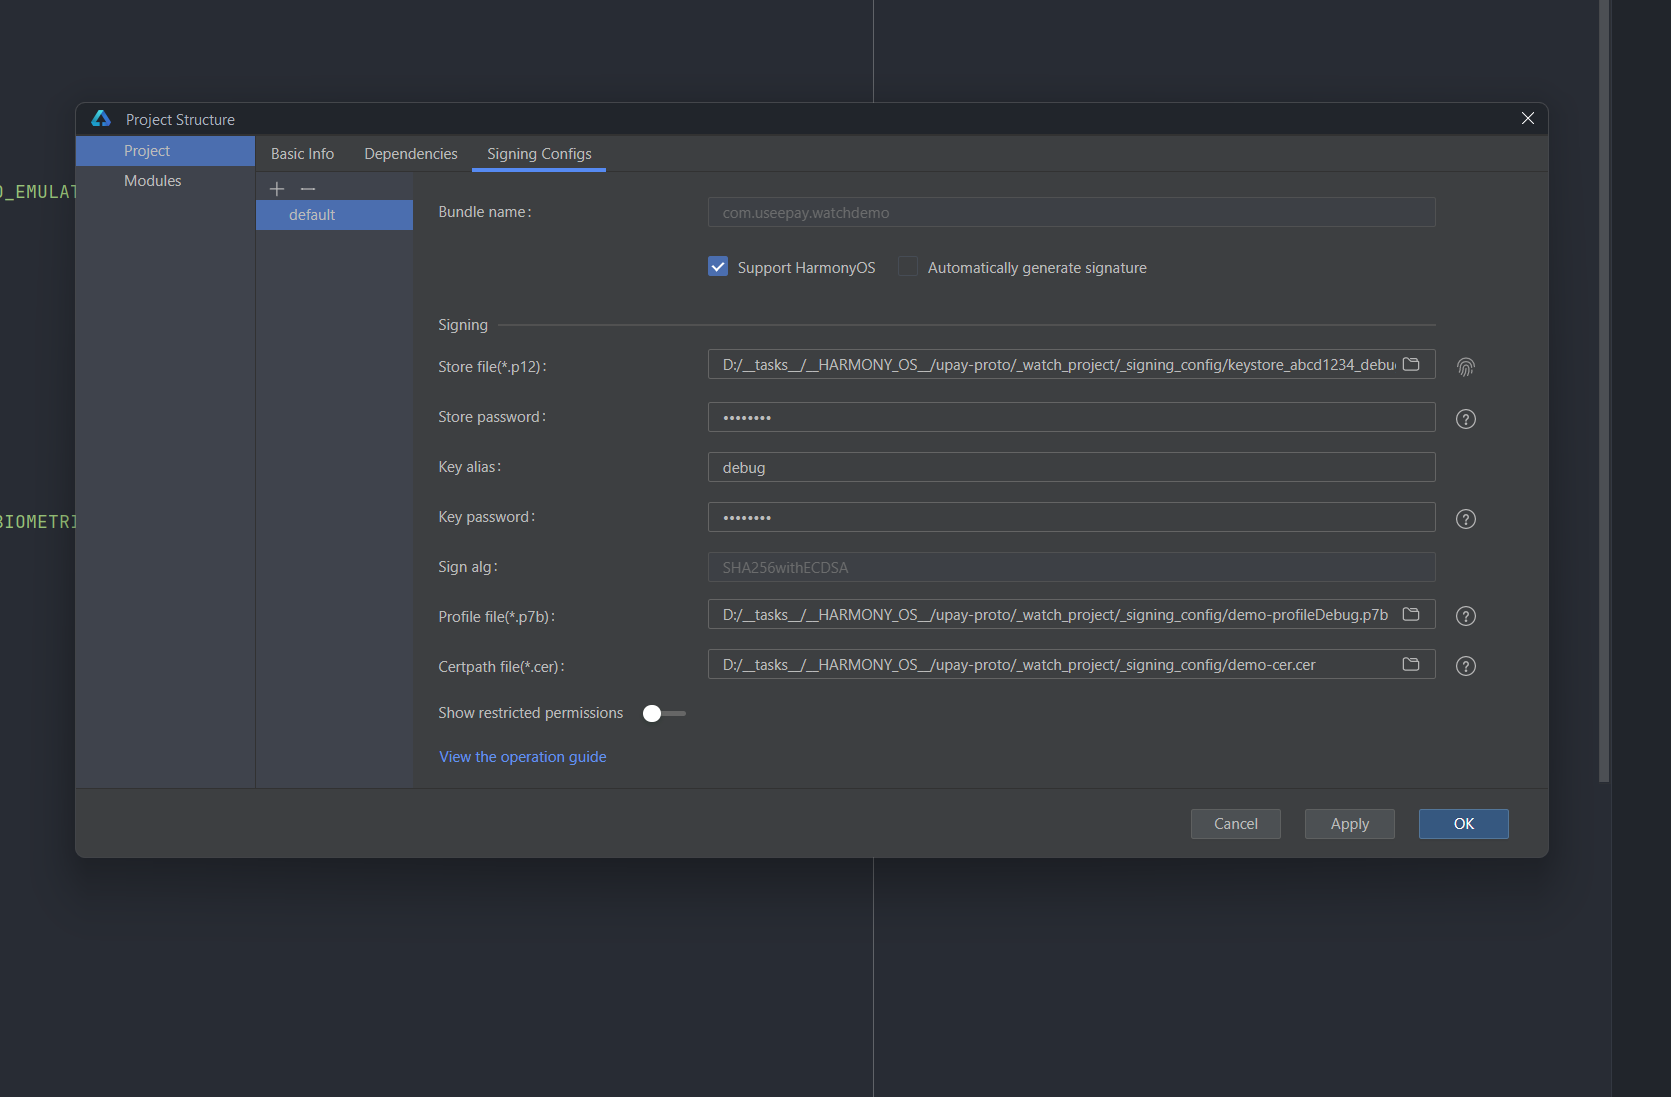 Project Structure
Project
Modules
Basic Info
Dependencies
Signing Configs
default
Bundle name:
com.useepay.watchdemo
Support HarmonyOS
Automatically generate signature
Signing
Store file(*.p12):
D:/__tasks__/__HARMONY_OS__/upay-proto/_watch_project/_signing_config/keystore_abcd1234_debu
Store password:
••••••••
Key alias:
debug
Key password:
••••••••
Sign alg:
SHA256withECDSA
Profile file(*.p7b):
D:/__tasks__/__HARMONY_OS__/upay-proto/_watch_project/_signing_config/demo-profileDebug.p7b
Certpath file(*.cer):
D:/__tasks__/__HARMONY_OS__/upay-proto/_watch_project/_signing_config/demo-cer.cer
Show restricted permissions
View the operation guide
Cancel
Apply
OK
_EMULAT
BIOMETRI